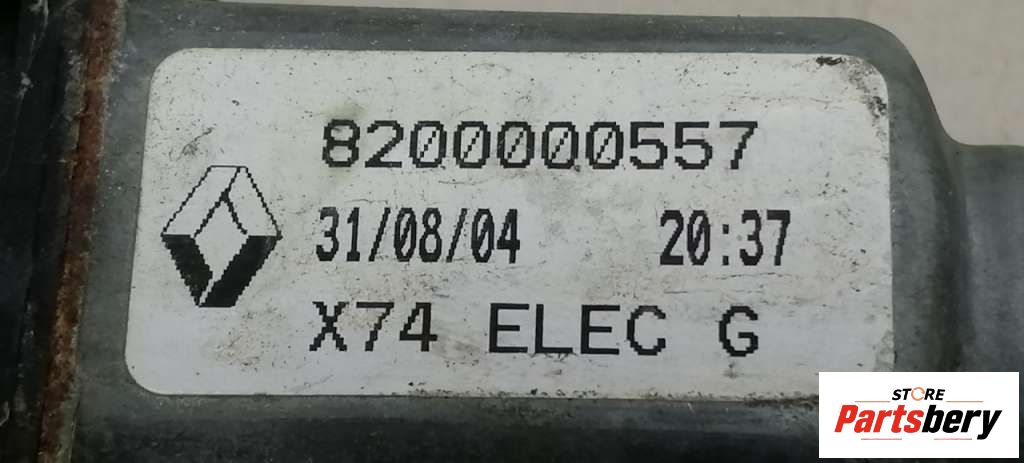 8200000557
31/08/04 20:37
X74 ELEC G
STORE
Partsbery